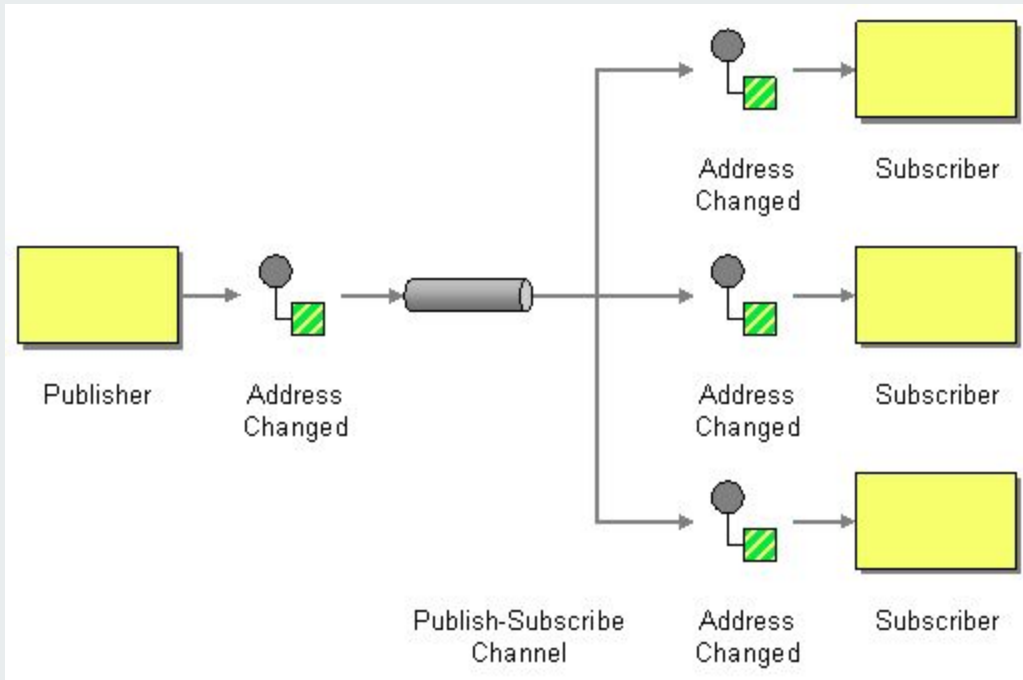 Address
Changed
Subscriber
Publisher
Address
Changed
Address
Changed
Subscriber
Publish-Subscribe
Channel
Address
Changed
Subscriber